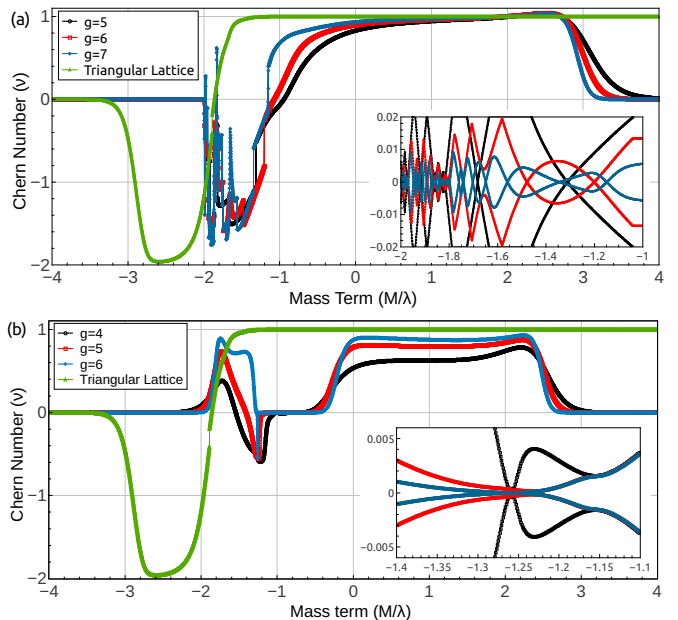 (a)
1
0
−1
−2
Chern Number (ν)
g=5
g=6
g=7
Triangular Lattice
0.02
0.01
0
−0.01
−0.02
−2 −1.8 −1.6 −1.4 −1.2 −1
−4 −3 −2 −1 0 1 2 3 4
Mass Term (M/λ)
(b)
1
0
−1
−2
Chern Number (ν)
g=4
g=5
g=6
Triangular Lattice
0.005
0
−0.005
−1.4 −1.35 −1.3 −1.25 −1.2 −1.15 −1.1
−4 −3 −2 −1 0 1 2 3 4
Mass term (M/λ)